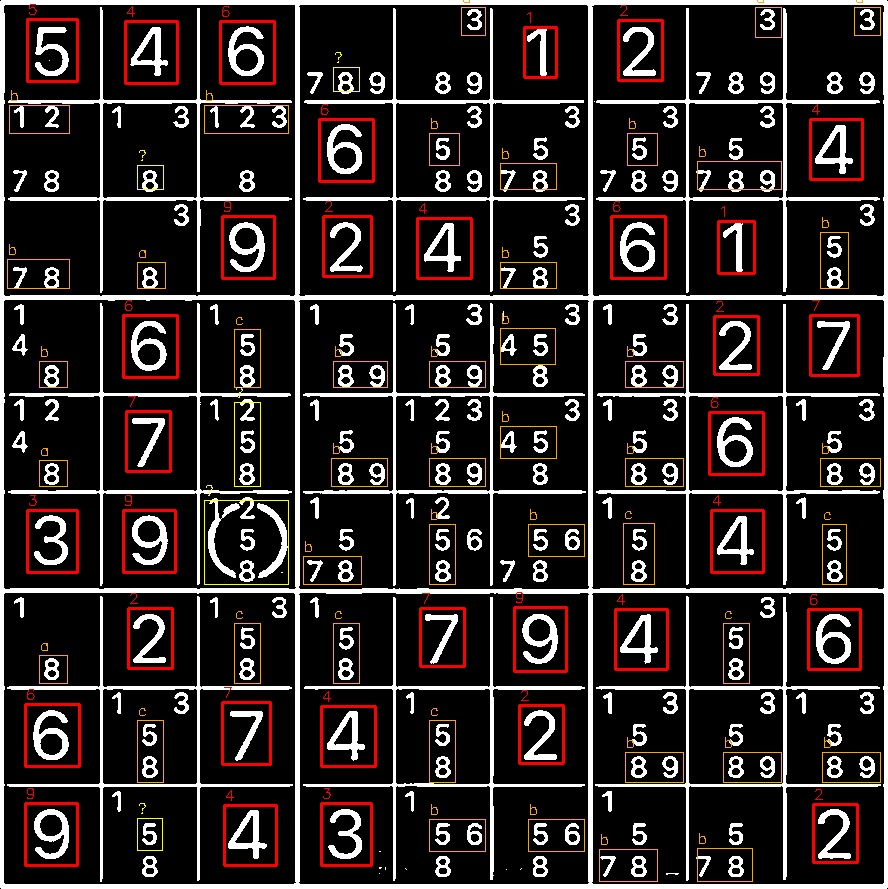 3 3 3
5 4 6 1 2
7 8 9 8 9 7 8 9 8 9
1 2 1 3 1 2 3 3 3 3 3
6 5 5 5 5 4
7 8 8 8 8 9 7 8 7 8 9 7 8 9
3 3 3
9 2 4 5 6 1 5
7 8 8 7 8 8
1 1 1 1 3 3 1 3
4 6 5 5 5 4 5 5 2 7
8 8 8 9 8 9 8 8 9
1 2 1 2 1 1 2 3 3 1 3 1 3
4 7 5 5 5 4 5 5 6 5
8 8 8 9 8 9 8 8 9 8 9
1 2 1 1 2 1 1
3 9 5 5 5 6 5 6 5 4 5
8 7 8 8 7 8 8 8
1 1 3 1 3
2 5 5 7 9 4 5 6
8 8 8 8
1 3 1 3 3 1 3
6 5 7 4 5 2 5 5 5
8 8 8 9 8 9 8 9
1 1 1
9 5 4 3 5 6 5 6 5 5 2
8 8 8 7 8 7 8